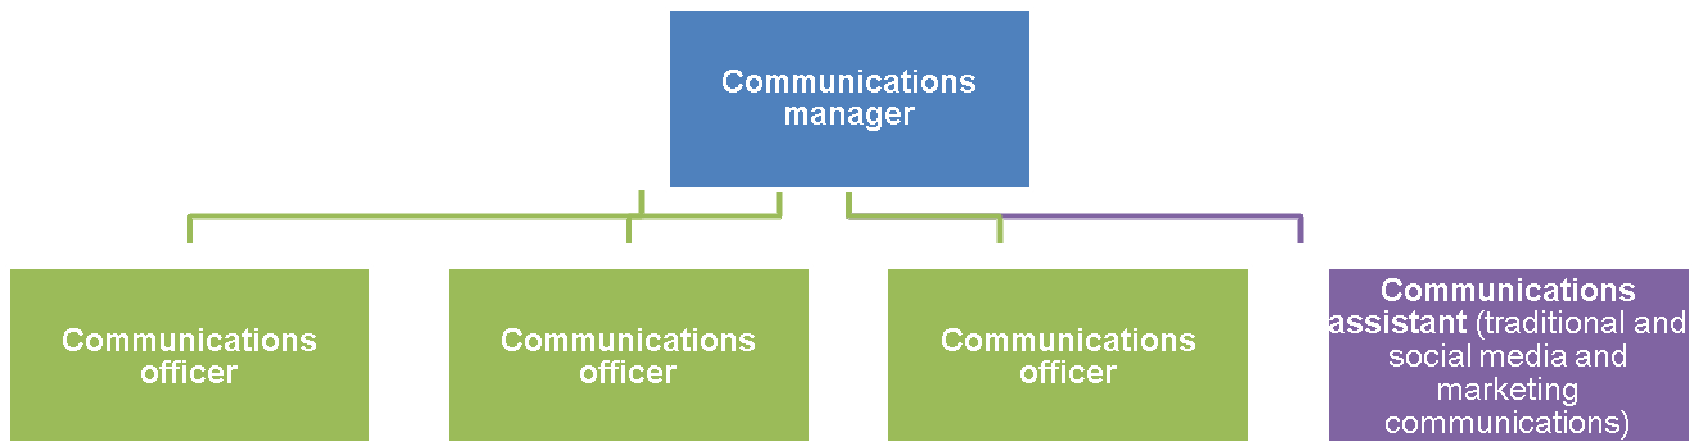 Communications
manager
Communications
officer
Communications
officer
Communications
officer
Communications
assistant (traditional and
social media and
marketing
communications)